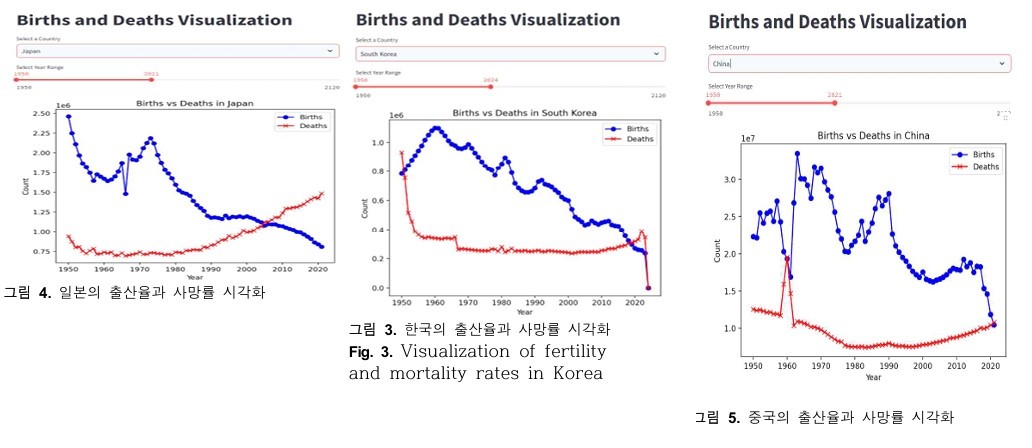 Births and Deaths Visualization
Select a Country
Japan
Select Year Range
1950
2021
1950
2120
Births vs Deaths in Japan
1e6
Births
Deaths
2.50
2.25
2.00
1.75
1.50
1.25
1.00
0.75
Count
1950 1960 1970 1980 1990 2000 2010 2020
Year
그림 4. 일본의 출산율과 사망률 시각화
Births and Deaths Visualization
Select a Country
South Korea
Select Year Range
1950
2024
1950
2120
Births vs Deaths in South Korea
1e6
Births
Deaths
1.0
0.8
0.6
0.4
0.2
0.0
Count
1950 1960 1970 1980 1990 2000 2010 2020
Year
그림 3. 한국의 출산율과 사망률 시각화
Fig. 3. Visualization of fertility
and mortality rates in Korea
Births and Deaths Visualization
Select a Country
China
Select Year Range
1950
2021
1950
Births vs Deaths in China
1e7
Births
Deaths
3.0
2.5
2.0
1.5
1.0
Count
1950 1960 1970 1980 1990 2000 2010 2020
Year
그림 5. 중국의 출산율과 사망률 시각화